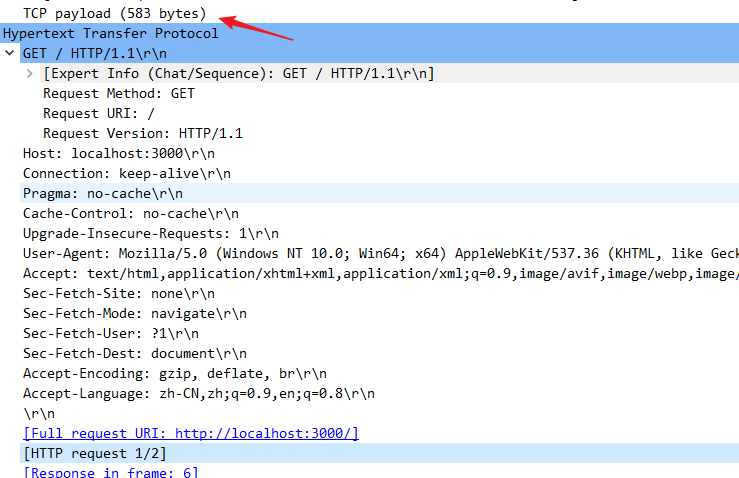 TCP payload (583 bytes)
Hypertext Transfer Protocol
GET / HTTP/1.1\r\n
[Expert Info (Chat/Sequence): GET / HTTP/1.1\r\n]
Request Method: GET
Request URI: /
Request Version: HTTP/1.1
Host: localhost:3000\r\n
Connection: keep-alive\r\n
Pragma: no-cache\r\n
Cache-Control: no-cache\r\n
Upgrade-Insecure-Requests: 1\r\n
User-Agent: Mozilla/5.0 (Windows NT 10.0; Win64; x64) AppleWebKit/537.36 (KHTML, like Geck
Accept: text/html,application/xhtml+xml,application/xml;q=0.9,image/avif,image/webp,image/
Sec-Fetch-Site: none\r\n
Sec-Fetch-Mode: navigate\r\n
Sec-Fetch-User: ?1\r\n
Sec-Fetch-Dest: document\r\n
Accept-Encoding: gzip, deflate, br\r\n
Accept-Language: zh-CN,zh;q=0.9,en;q=0.8\r\n
\r\n
[Full request URI: http://localhost:3000/]
[HTTP request 1/2]
[Response in frame: 6]